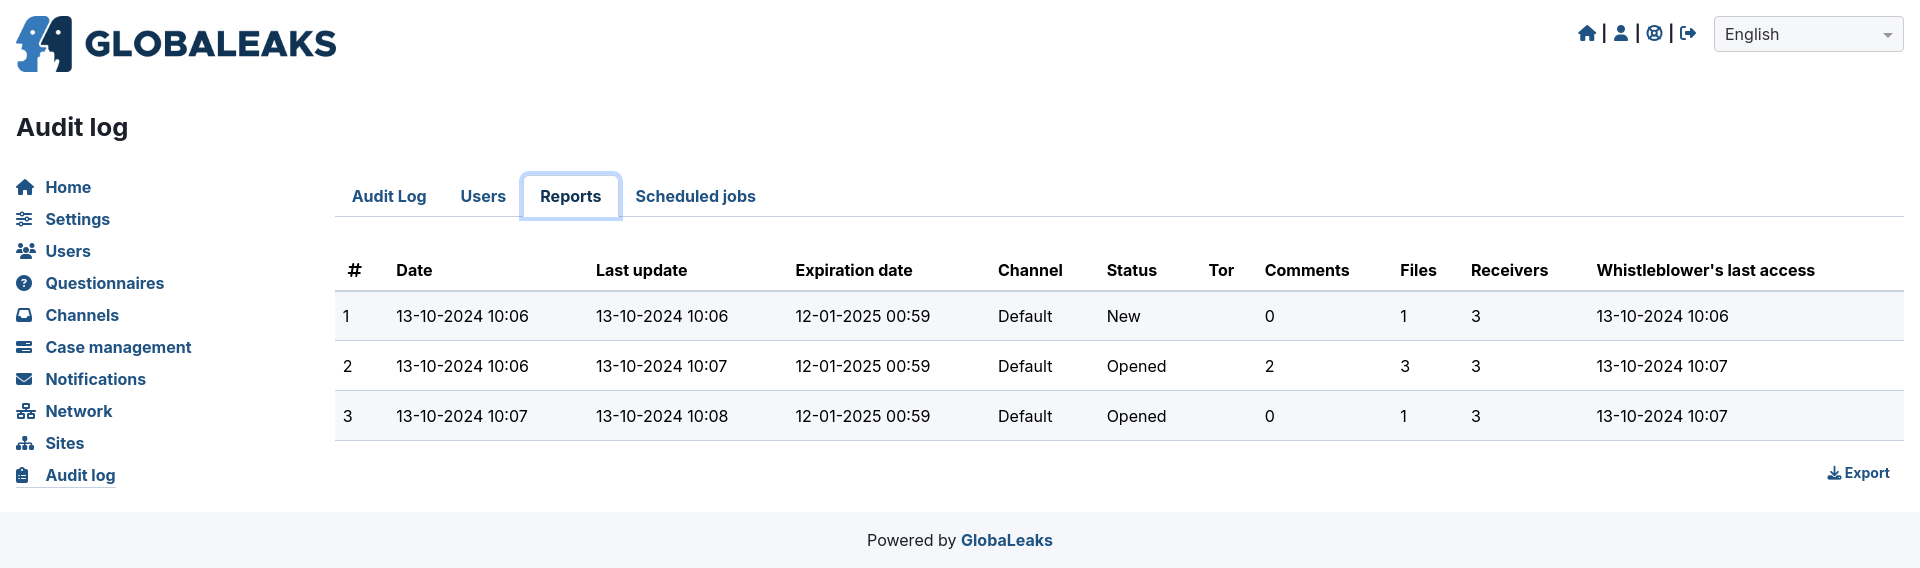 GLOBALEAKS
| | |
English
Audit log
Home
Settings
Users
Questionnaires
Channels
Case management
Notifications
Network
Sites
Audit log
Audit Log Users Reports Scheduled jobs
# Date Last update Expiration date Channel Status Tor Comments Files Receivers Whistleblower's last access
1 13-10-2024 10:06 13-10-2024 10:06 12-01-2025 00:59 Default New 0 1 3 13-10-2024 10:06
2 13-10-2024 10:06 13-10-2024 10:07 12-01-2025 00:59 Default Opened 2 3 3 13-10-2024 10:07
3 13-10-2024 10:07 13-10-2024 10:08 12-01-2025 00:59 Default Opened 0 1 3 13-10-2024 10:07
Export
Powered by GlobaLeaks